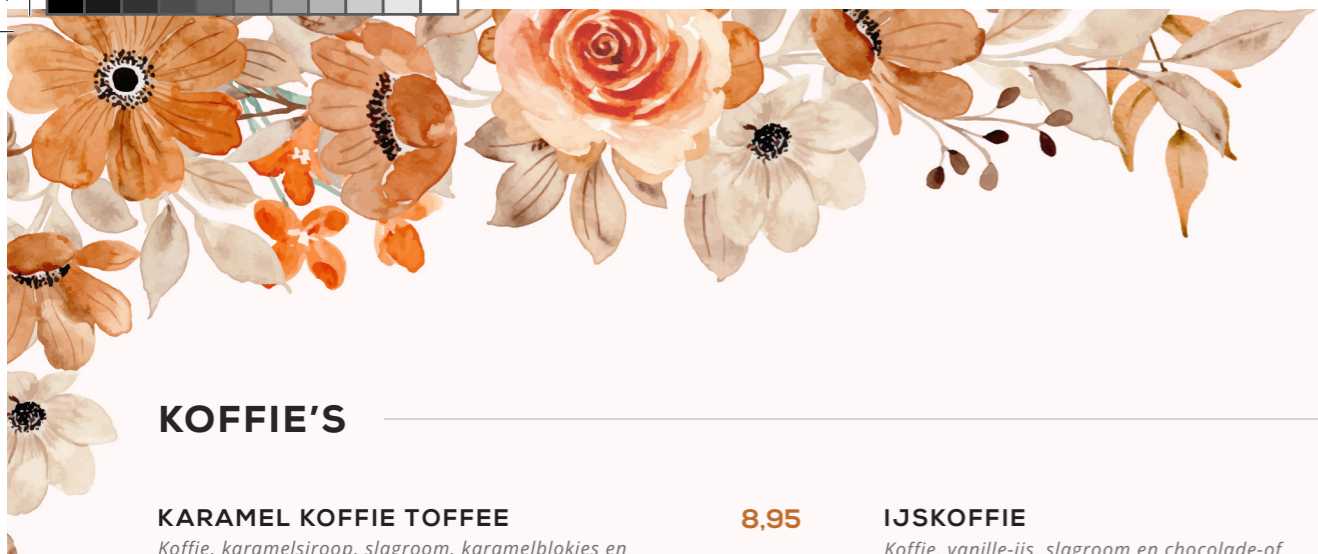 KOFFIE’S
KARAMEL KOFFIE TOFFEE 8,95
Koffie, karamelsiroop, slagroom, karamelblokjes en
IJSKOFFIE
Koffie, vanille-ijs, slagroom en chocolade-of